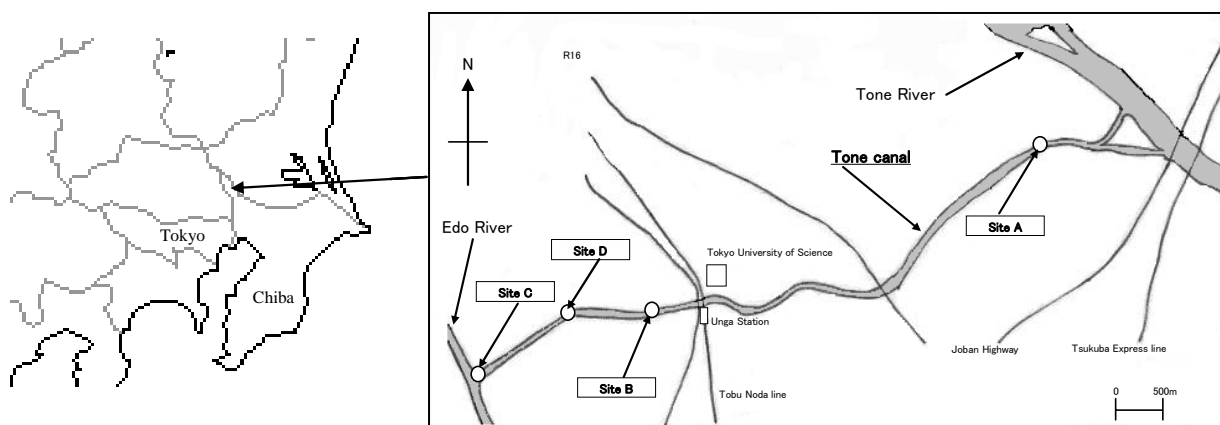 R16
N
Tone River
Tone canal
Site A
Edo River
Tokyo University of Science
Site D
Site C
Unga Station
Site B
Tobu Noda line
Joban Highway
Tsukuba Express line
0 500m
Tokyo
Chiba